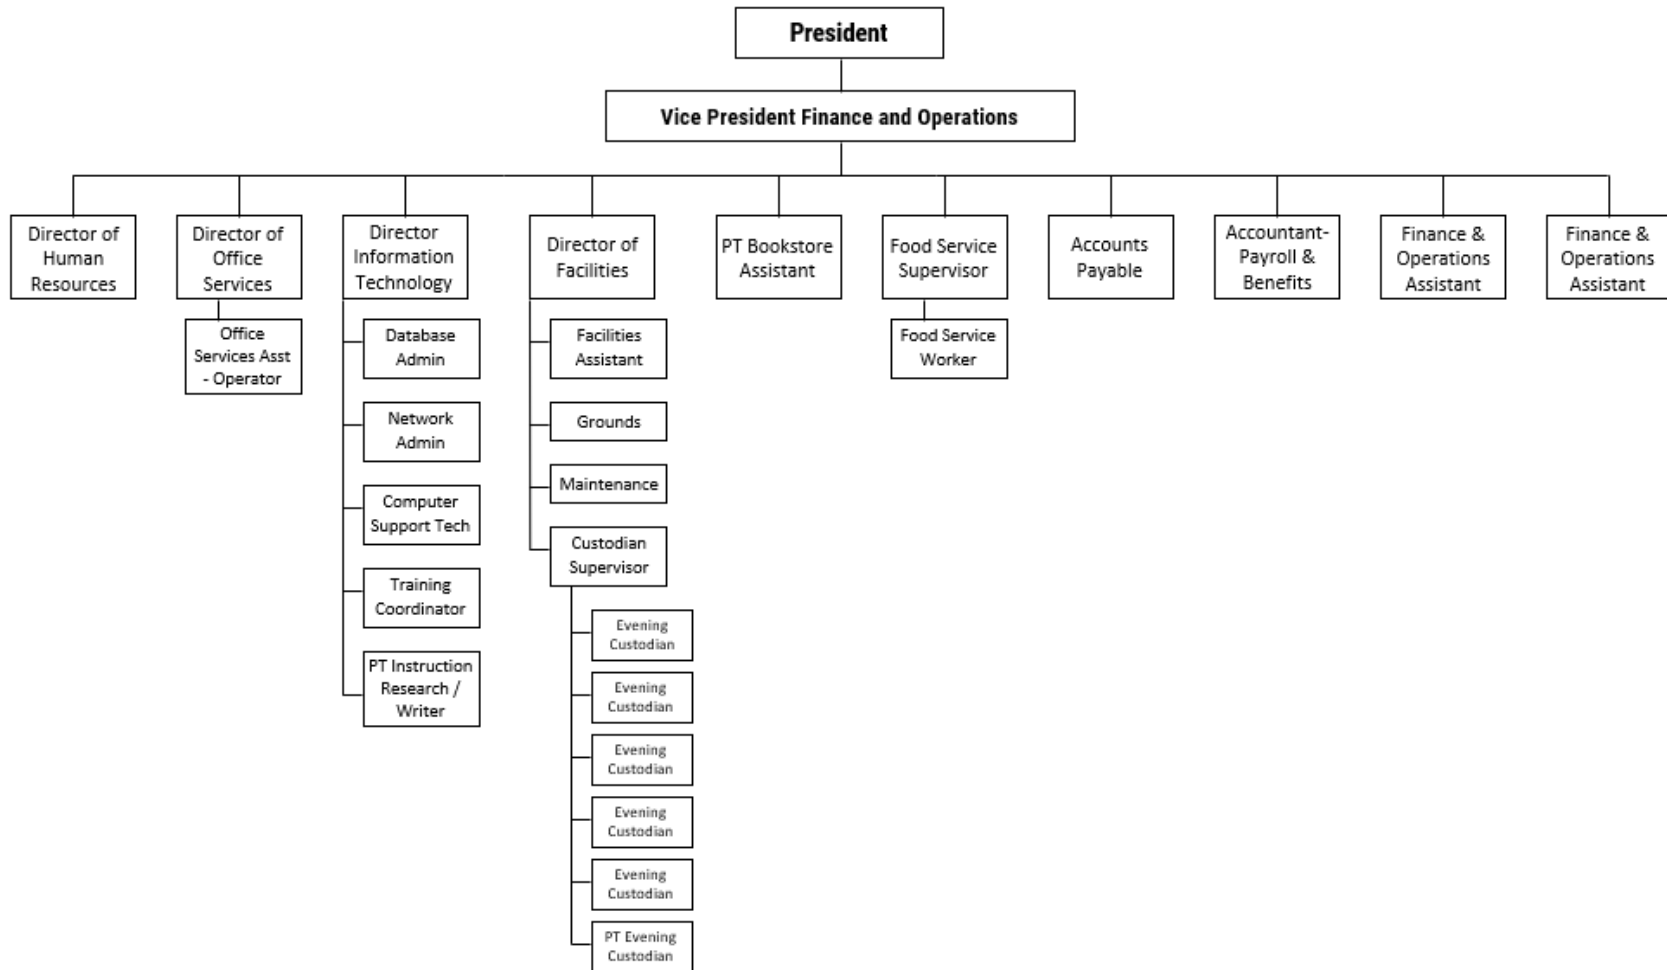 President
Vice President Finance and Operations
Director of
Human
Resources
Director of
Office
Services
Director
Information
Technology
Director of
Facilities
PT Bookstore
Assistant
Food Service
Supervisor
Accounts
Payable
Accountant-
Payroll &
Benefits
Finance &
Operations
Assistant
Finance &
Operations
Assistant
Office
Services Asst
- Operator
Database
Admin
Network
Admin
Computer
Support Tech
Training
Coordinator
PT Instruction
Research /
Writer
Facilities
Assistant
Grounds
Maintenance
Custodian
Supervisor
Evening
Custodian
Evening
Custodian
Evening
Custodian
Evening
Custodian
Evening
Custodian
PT Evening
Custodian
Food Service
Worker